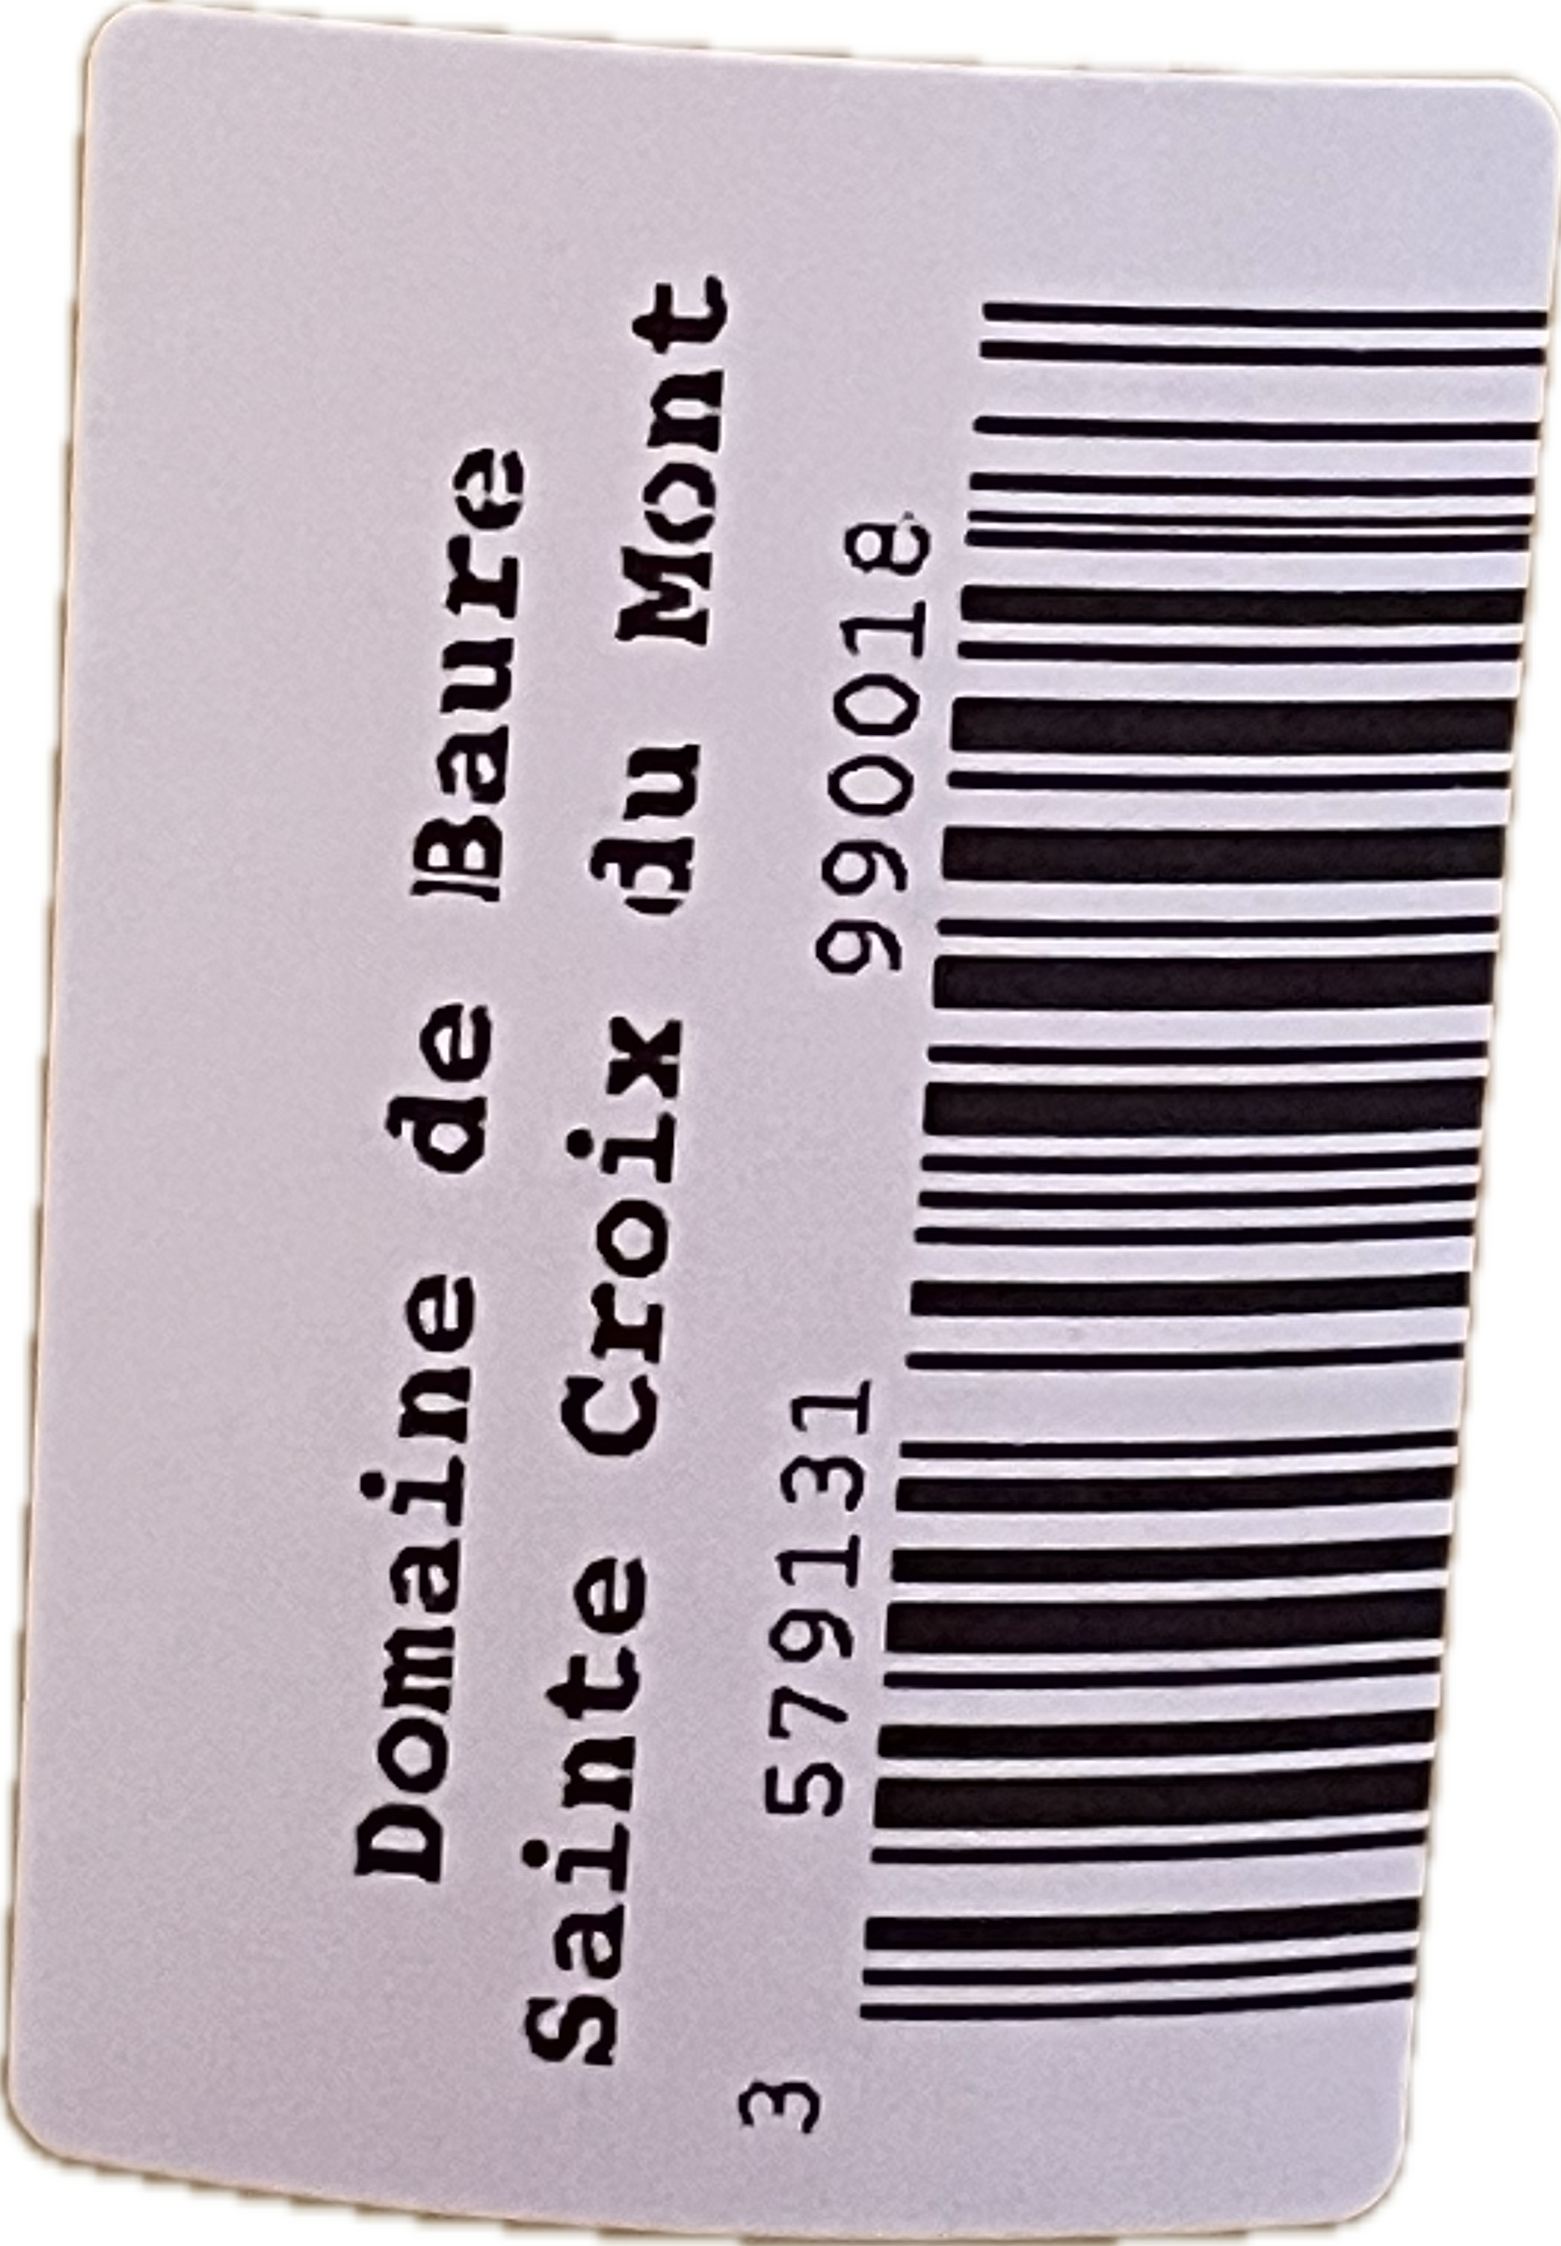 Domaine de Baure
Sainte Croix du Mont
3 579131 990018